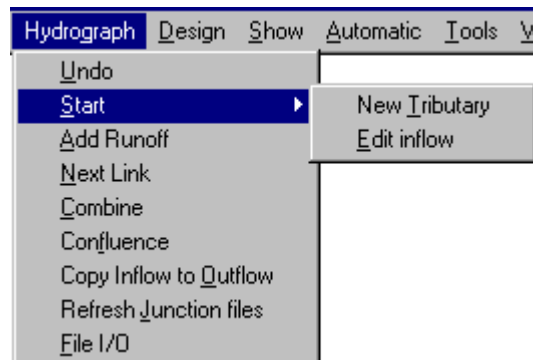 Hydrograph Design Show Automatic Tools
Undo
Start
New Tributary
Edit inflow
Add Runoff
Next Link
Combine
Confluence
Copy Inflow to Outflow
Refresh Junction files
File I/O